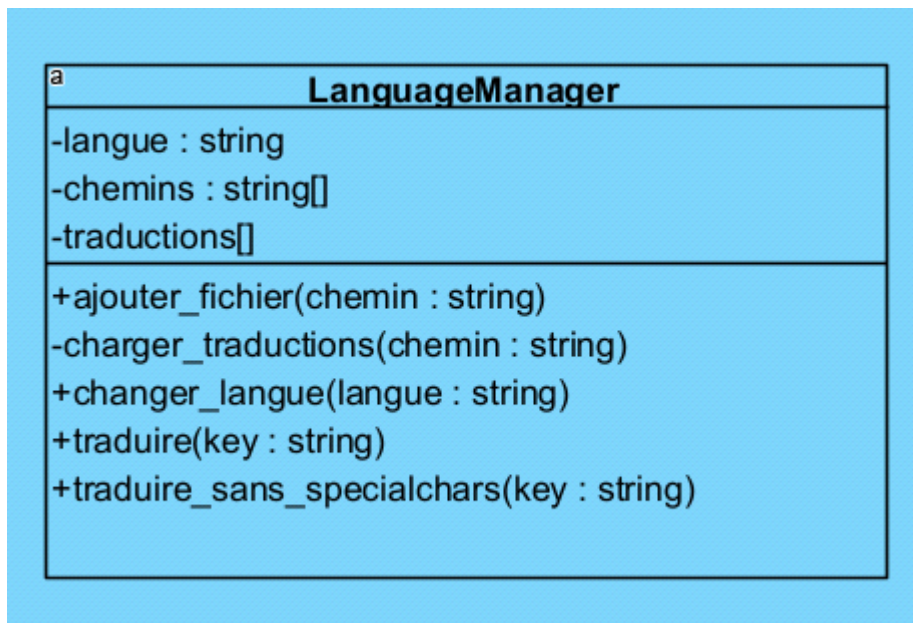 a
LanguageManager
-langue : string
-chemins : string[]
-traductions[]
+ajouter_fichier(chemin : string)
-charger_traductions(chemin : string)
+changer_langue(langue : string)
+traduire(key : string)
+traduire_sans_specialchars(key : string)